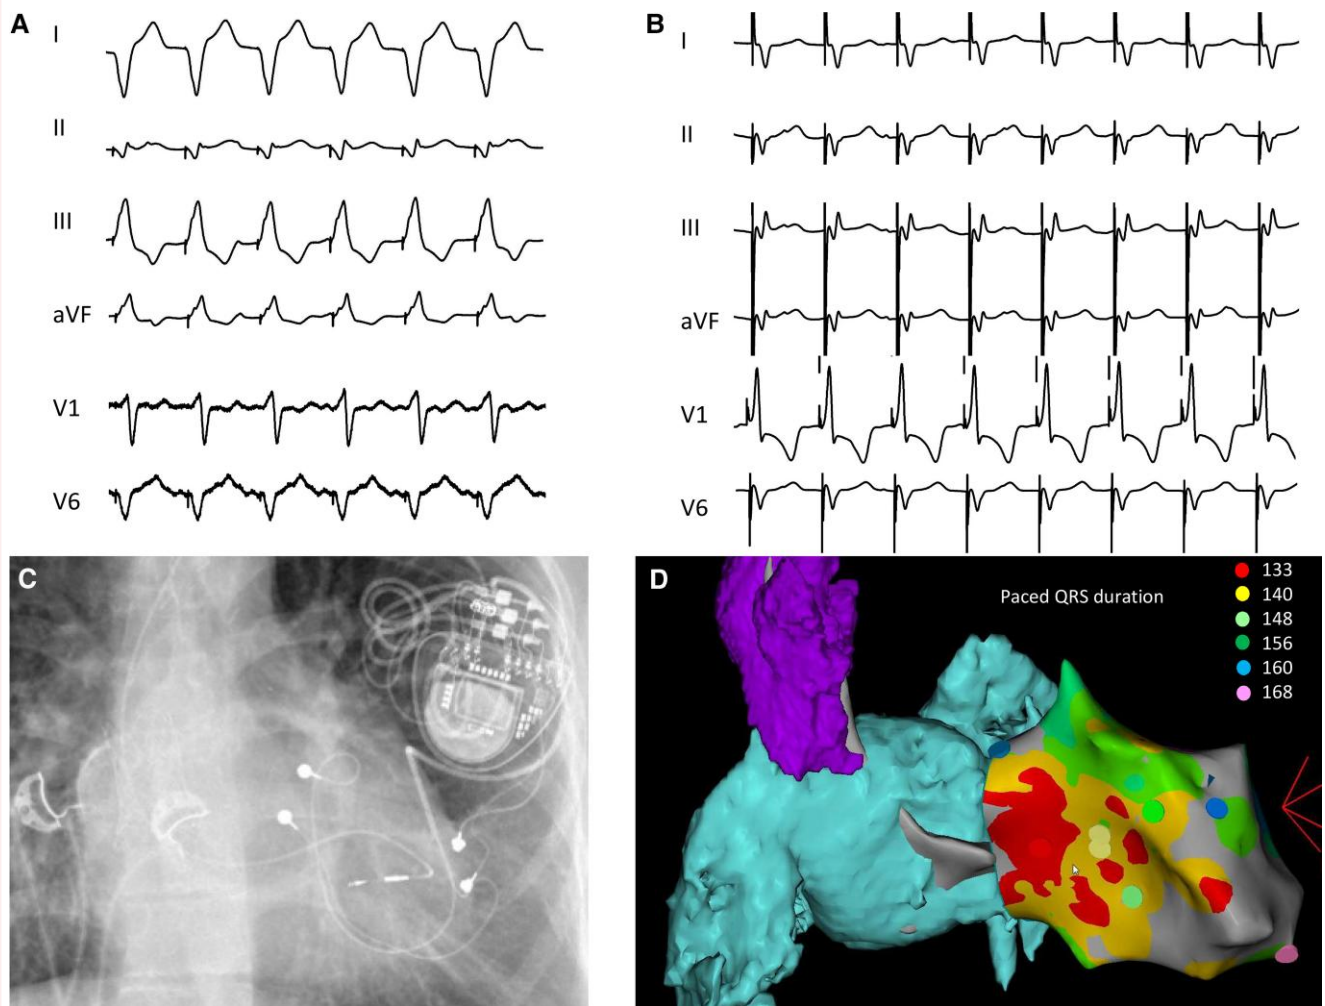 A
I
II
III
aVF
V1
V6
B
I
II
III
aVF
V1
V6
C
D
Paced QRS duration
133
140
148
156
160
168